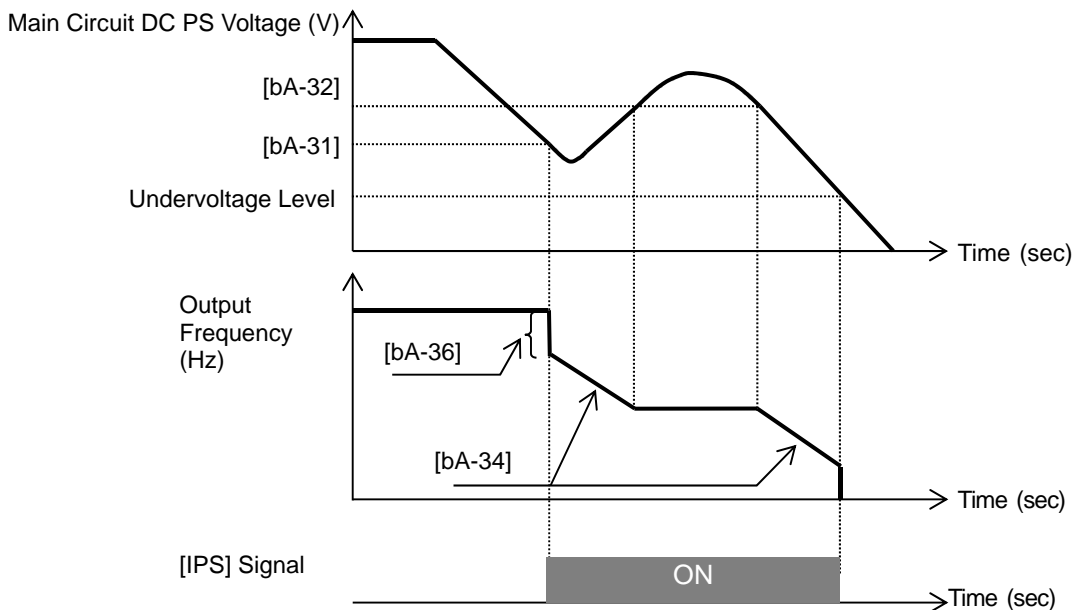 Main Circuit DC PS Voltage (V)
[bA-32]
[bA-31]
Undervoltage Level
Time (sec)
Output
Frequency
(Hz)
[bA-36]
[bA-34]
Time (sec)
[IPS] Signal
ON
Time (sec)